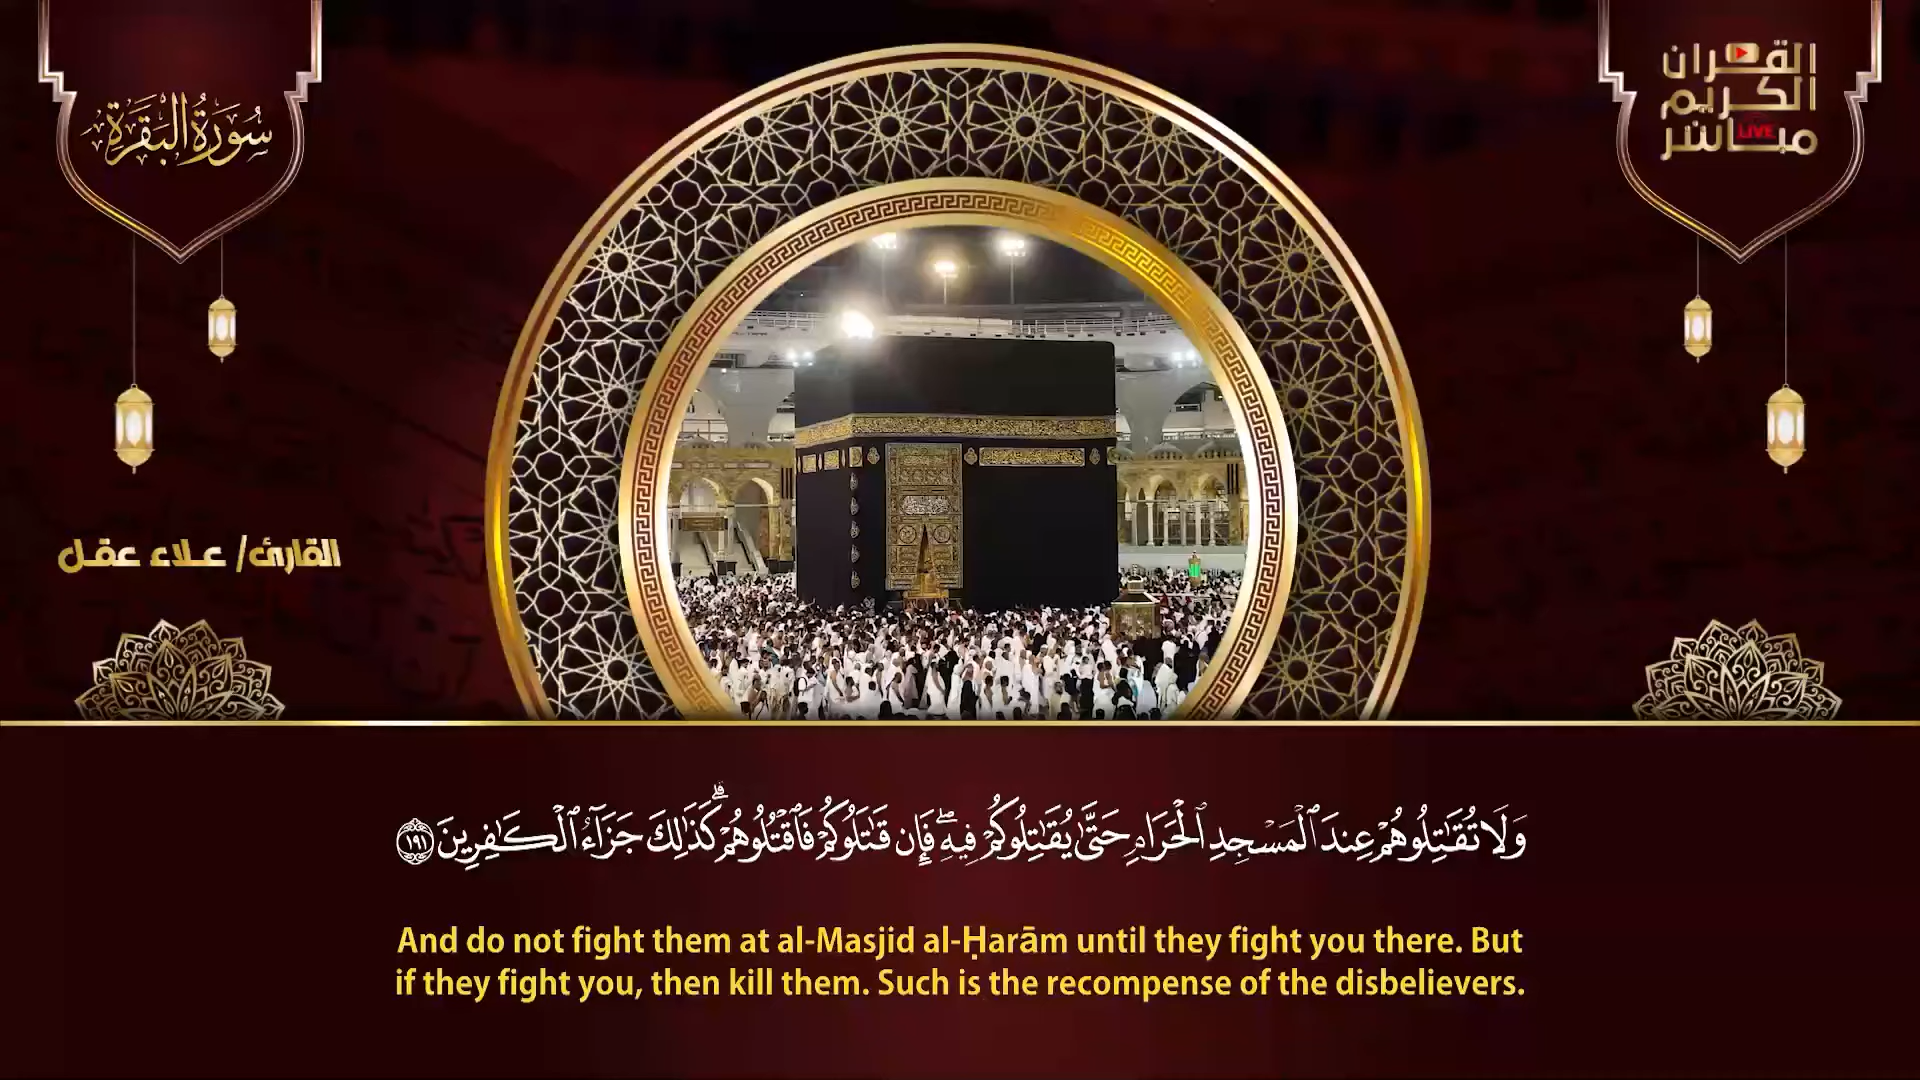 سُورَةُ البَقَرَةِ
القران
الكريم
مباشر
LIVE
القارئ/ علاء عقل
وَلَا تُقَٰتِلُوهُمْ عِندَ ٱلْمَسْجِدِ ٱلْحَرَامِ حَتَّىٰ يُقَٰتِلُوكُمْ فِيهِۖ فَإِن قَٰتَلُوكُمْ فَٱقْتُلُوهُمْۗ كَذَٰلِكَ جَزَآءُ ٱلْكَٰفِرِينَ ١٩١
And do not fight them at al-Masjid al-Ḥarām until they fight you there. But
if they fight you, then kill them. Such is the recompense of the disbelievers.